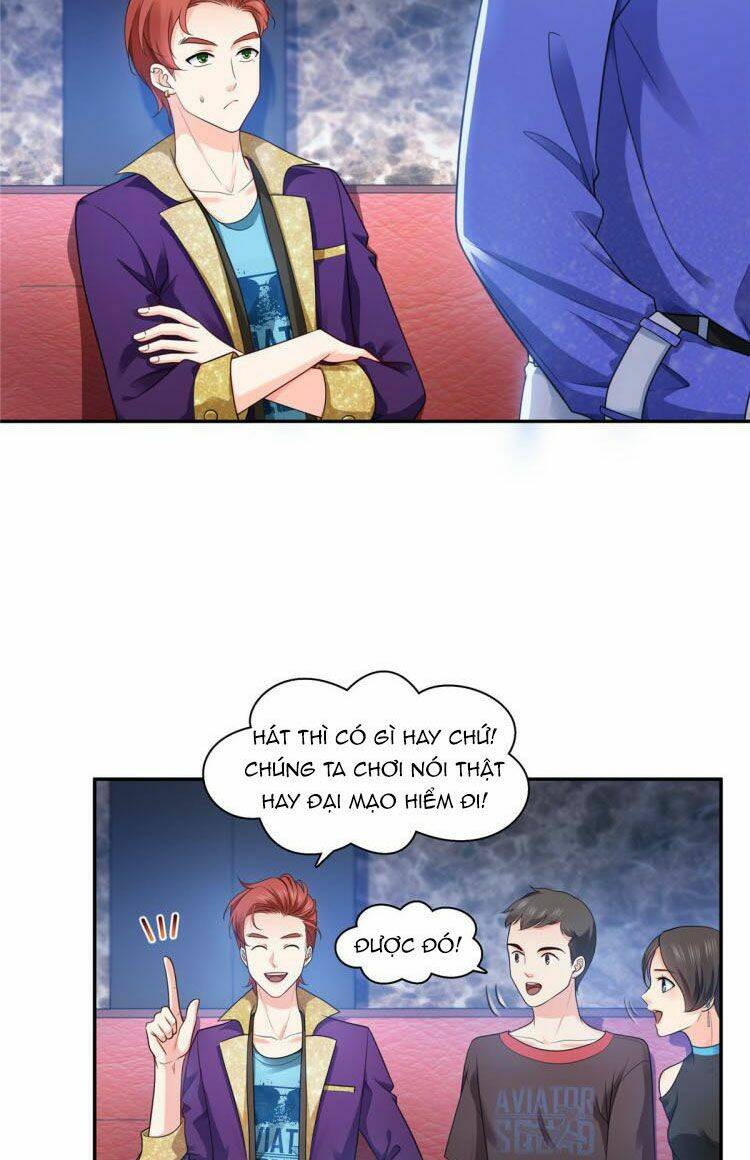 HÁT THÌ CÓ GÌ HAY CHỨ!
CHÚNG TA CHƠI NÓI THẬT
HAY ĐẠI MẠO HIỂM ĐI!
ĐƯỢC ĐÓ!
VIAT
AVIATOR
SQUAD